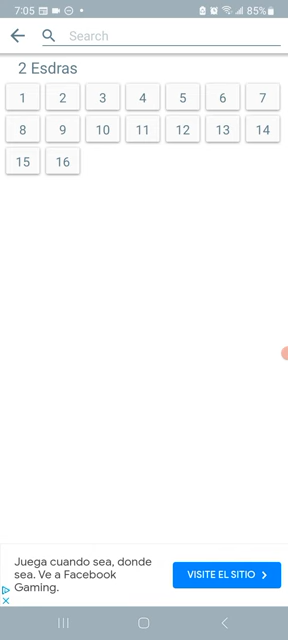 7:05 85%
Search
2 Esdras
1 2 3 4 5 6 7
8 9 10 11 12 13 14
15 16
Juega cuando sea, donde
sea. Ve a Facebook
Gaming.
VISITE EL SITIO